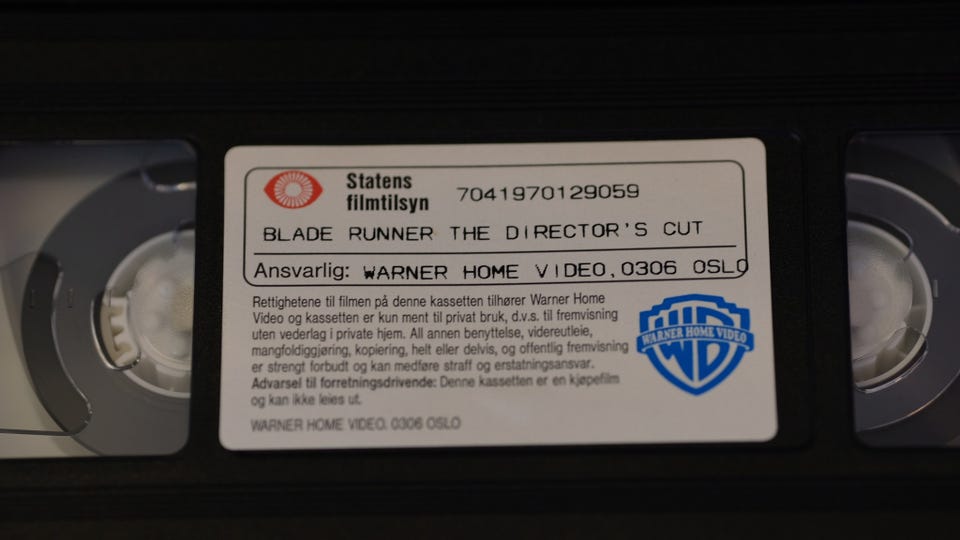 Statens
filmtilsyn
7041970129059
BLADE RUNNER THE DIRECTOR'S CUT
Ansvarlig: WARNER HOME VIDEO,0306 OSLO
Rettighetene til filmen på denne kassetten tilhører Warner Home
Video og kassetten er kun ment til privat bruk, d.v.s. til fremvisning
uten vederlag i private hjem. All annen benyttelse, videreutleie,
mangfoldiggjøring, kopiering, helt eller delvis, og offentlig fremvisning
er strengt forbudt og kan medføre straff og erstatningsansvar.
Advarsel til forretningsdrivende: Denne kassetten er en kjøpefilm
og kan ikke leies ut.
WARNER HOME VIDEO. 0306 OSLO
WARNER HOME VIDEO